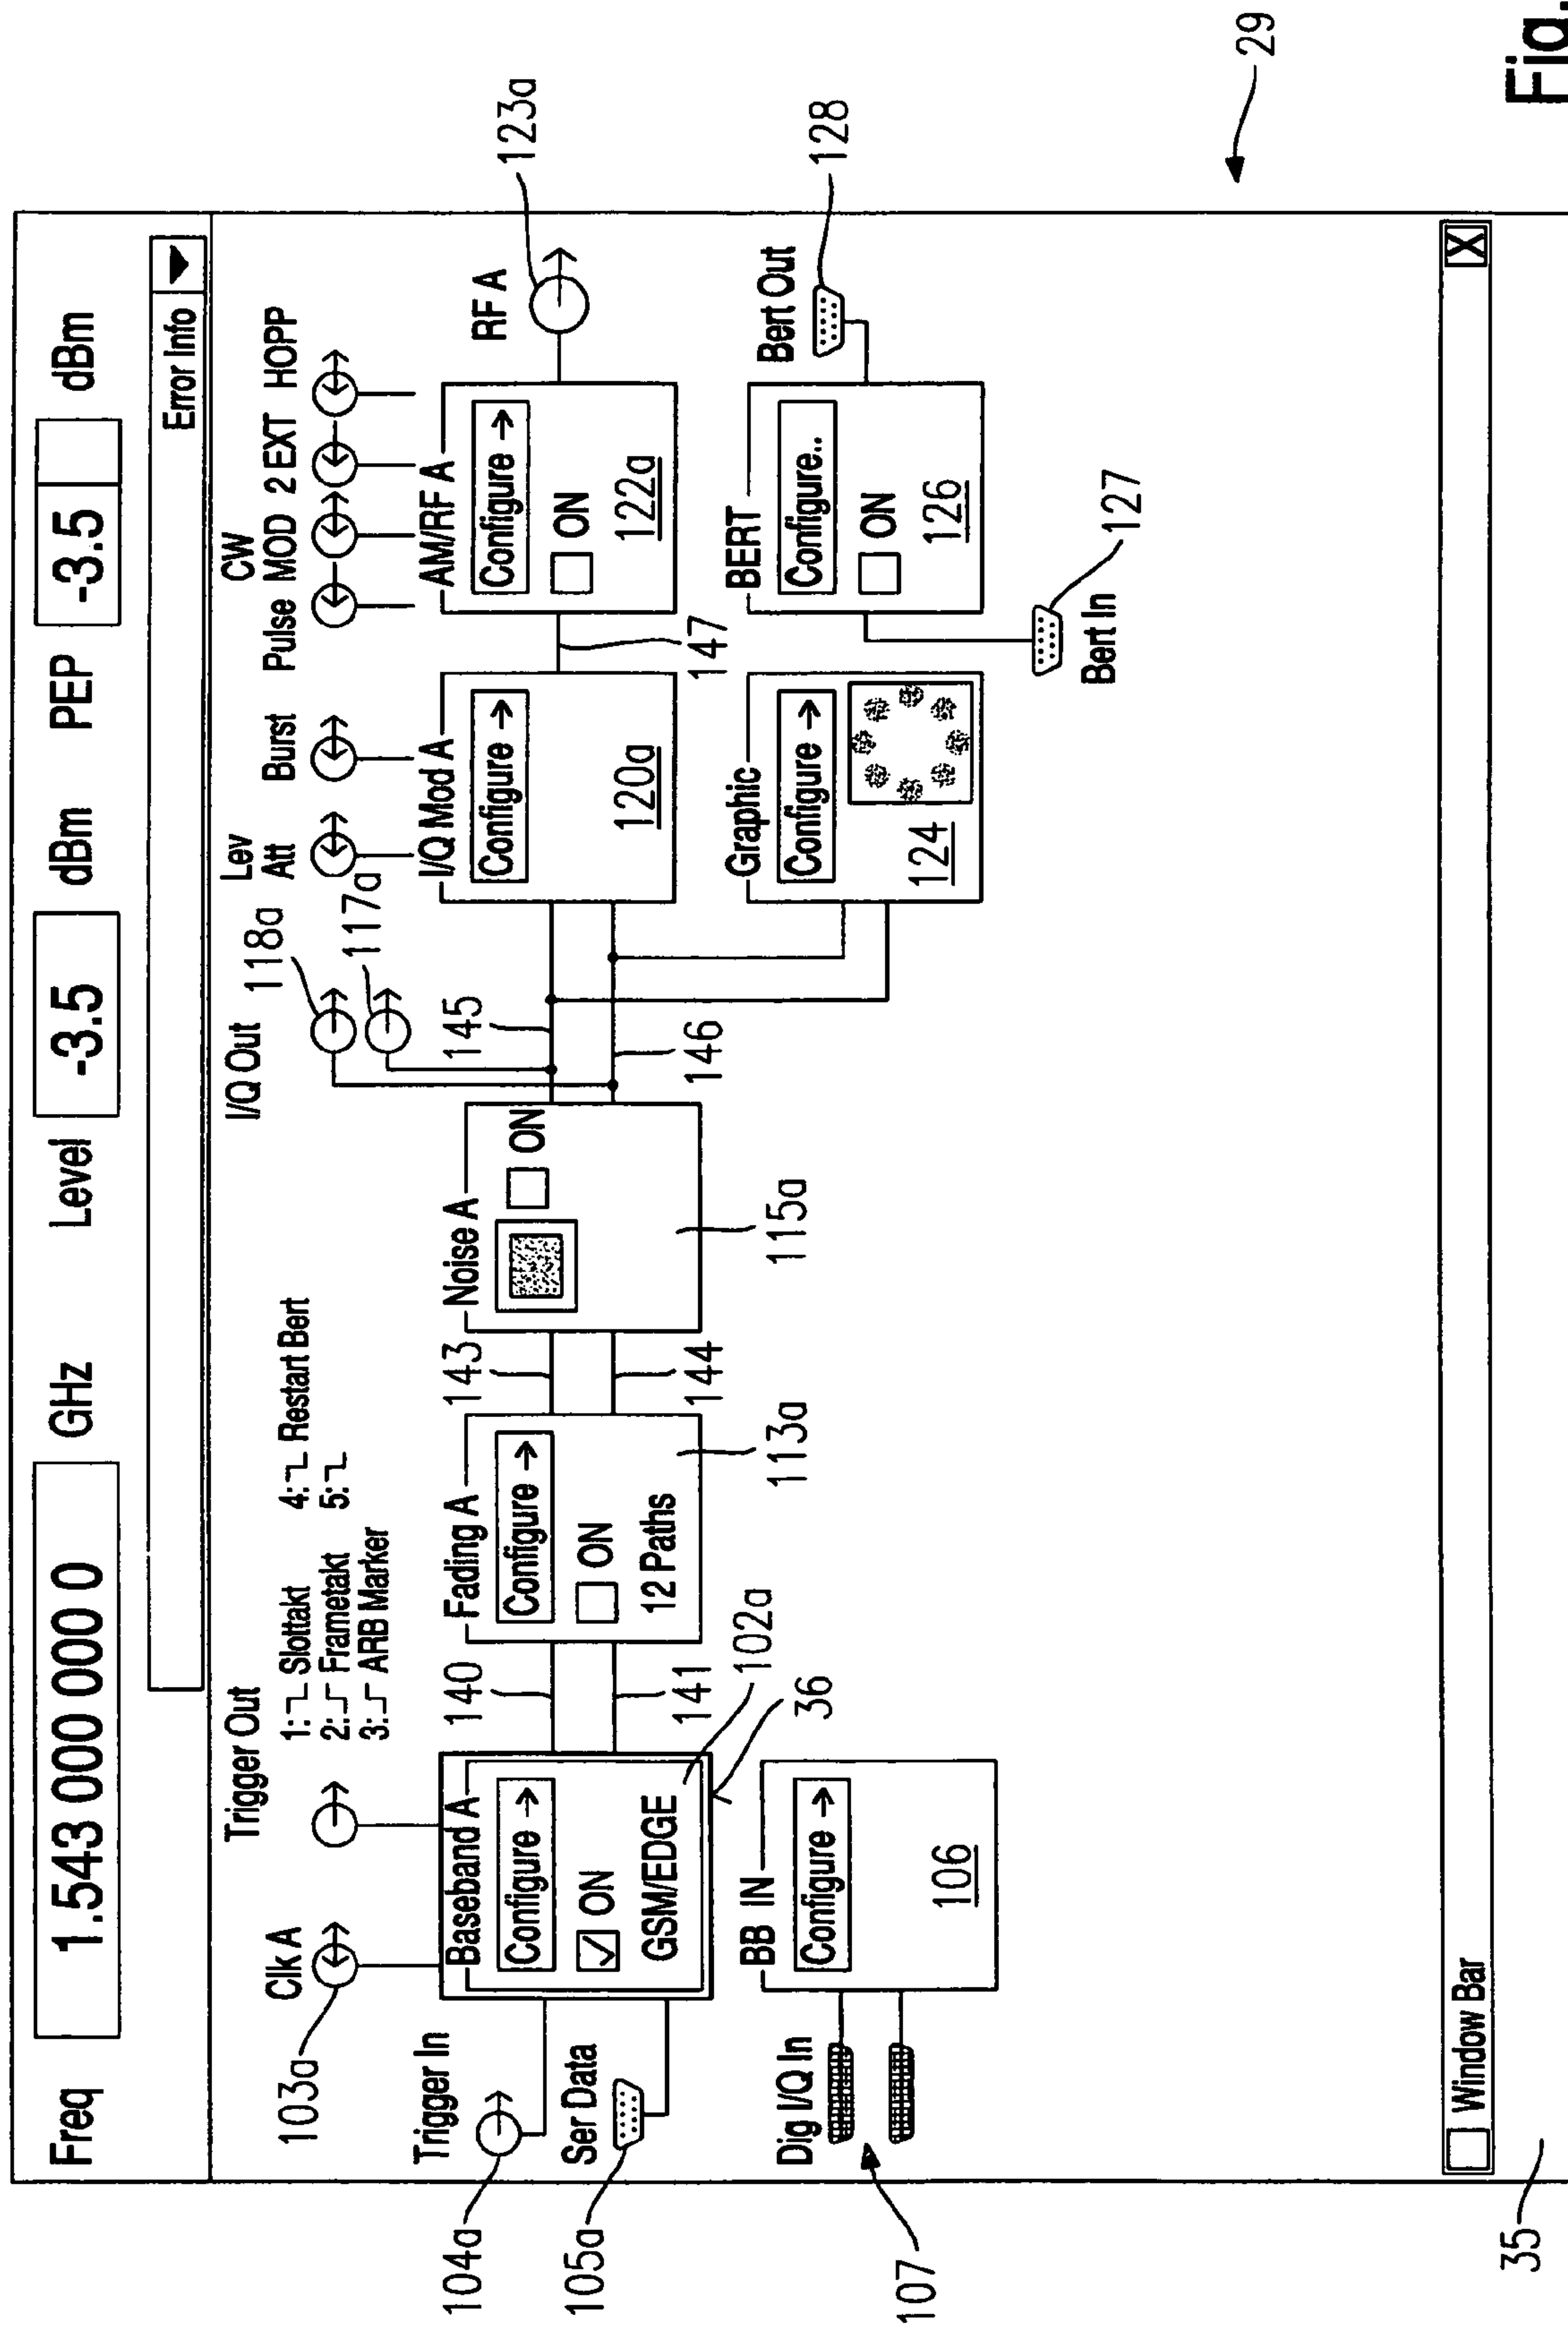 Freq 1.543 000 000 0 GHz Level -3.5 dBm PEP -3.5 dBm
Error Info
Trigger Out
I/Q Out
Lev
Att
Burst
CW
Pulse MOD 2 EXT HOPP
Clk A
1: Slottakt
2: Frametakt
3: ARB Marker
4: Restart Bert
5:
103a
118a
117a
Trigger In
104a
Ser Data
105a
Baseband A
Configure →
ON
GSM/EDGE
102a
36
140
141
Fading A
Configure →
ON
12 Paths
113a
143
144
Noise A
ON
115a
145
146
I/Q Mod A
Configure →
120a
147
AM/RF A
Configure →
ON
122a
RF A
123a
Dig I/Q In
107
BB IN
Configure →
106
Graphic
Configure →
124
BERT
Configure..
ON
126
Bert Out
128
Bert In
127
Window Bar
X
35
29
Fig.